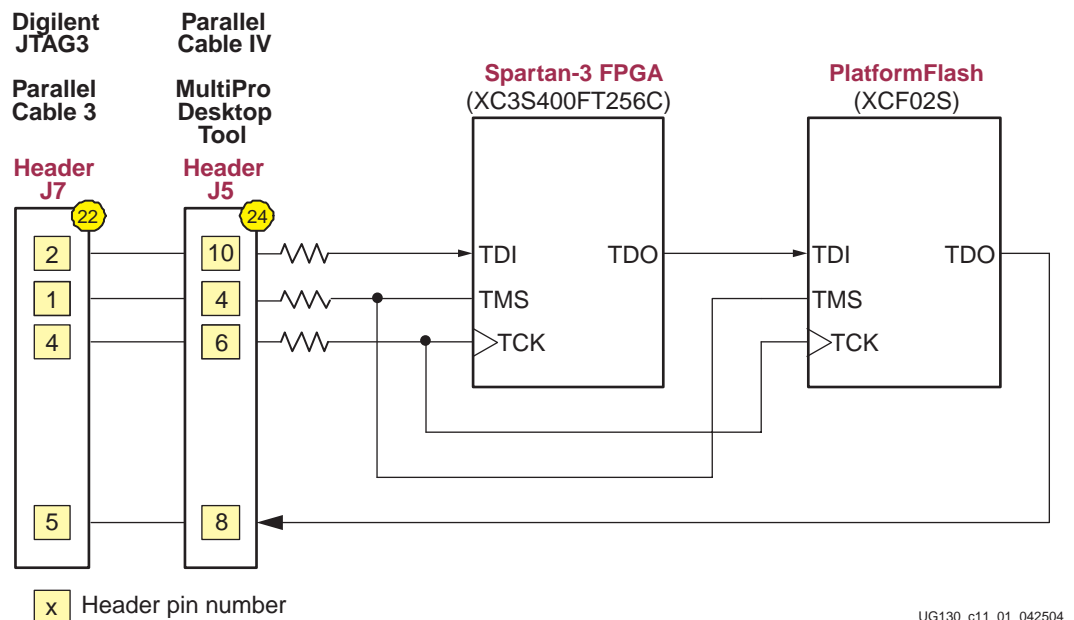 Digilent
JTAG3
Parallel
Cable IV
Parallel
Cable 3
MultiPro
Desktop
Tool
Header
J7
Header
J5
22
24
Spartan-3 FPGA
(XC3S400FT256C)
PlatformFlash
(XCF02S)
2
10
TDI
TDO
TDI
TDO
1
4
TMS
TMS
4
6
TCK
TCK
5
8
x Header pin number
UG130_c11_01_042504